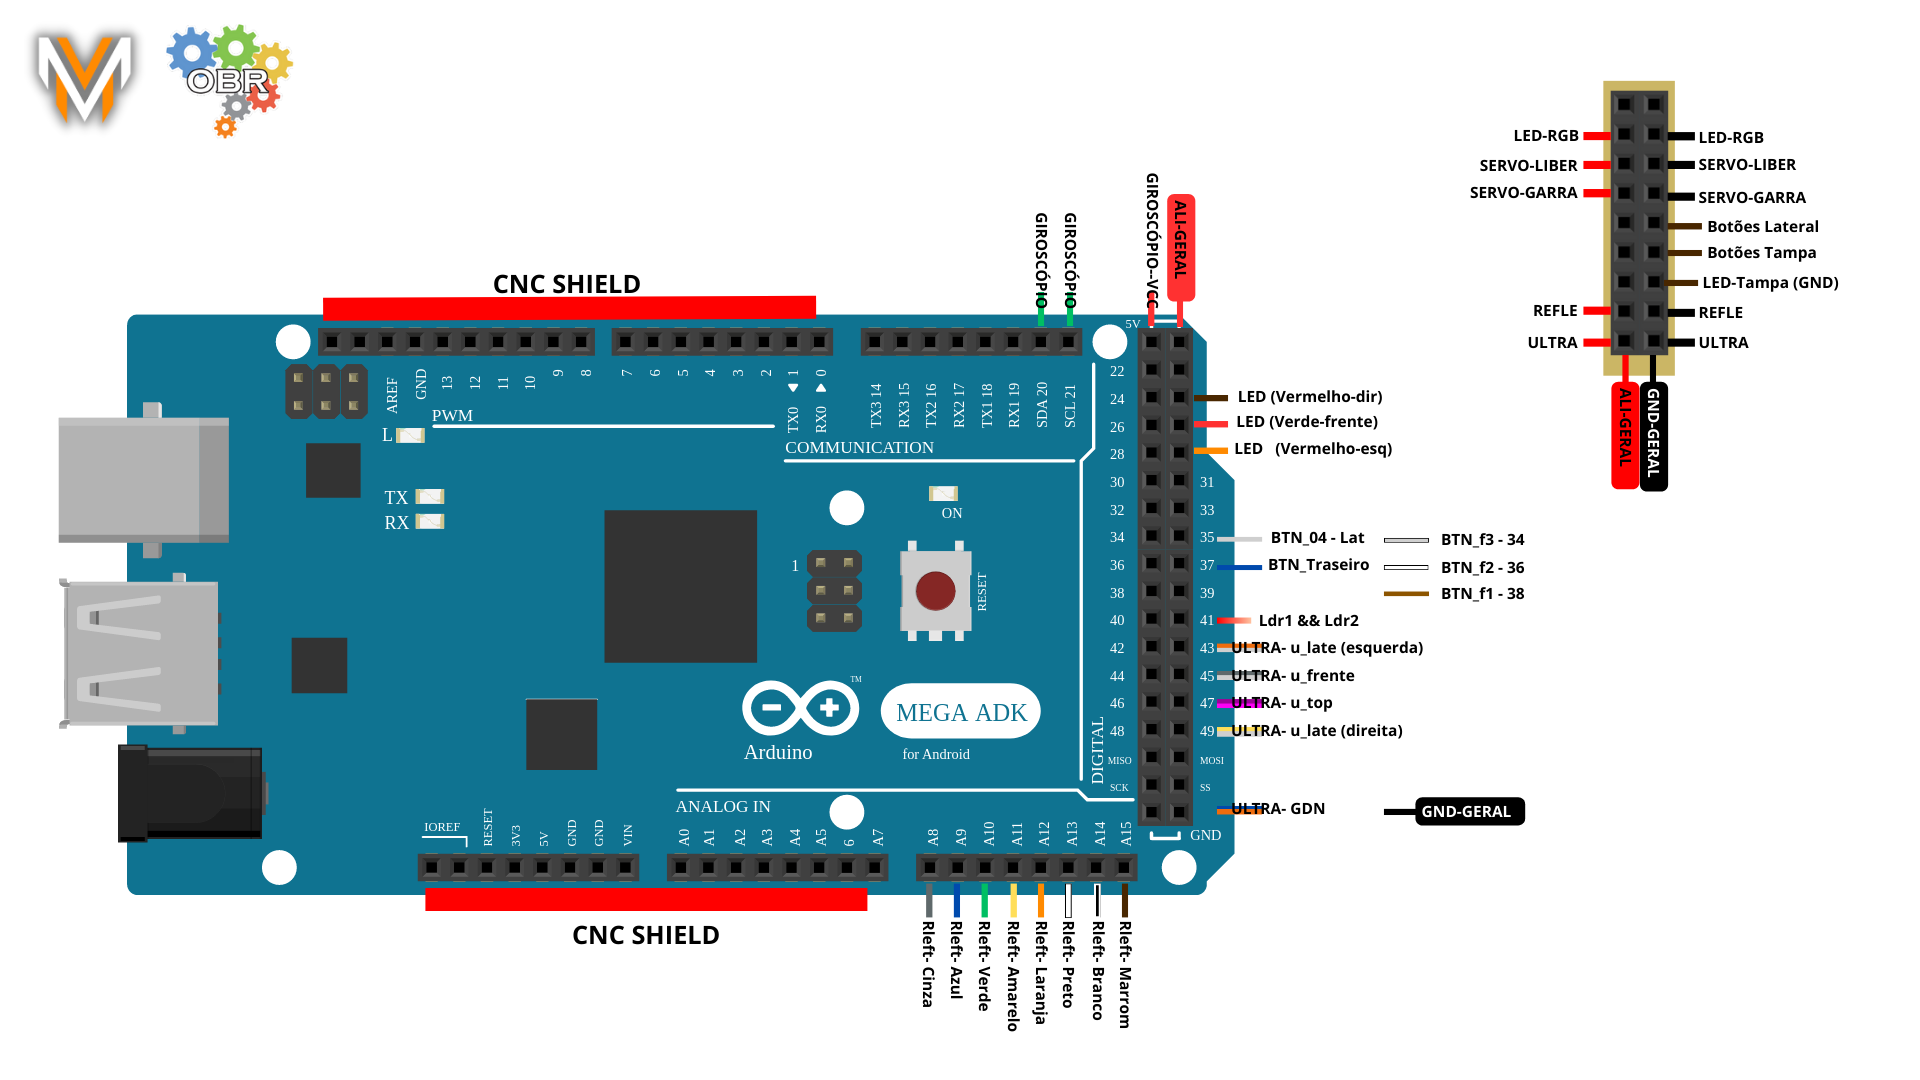 OBR
LED-RGB
LED-RGB
SERVO-LIBER
SERVO-LIBER
SERVO-GARRA
SERVO-GARRA
Botões Lateral
Botões Tampa
LED-Tampa (GND)
REFLE
REFLE
ULTRA
ULTRA
ALI-GERAL
GND-GERAL
GIROSCÓPIO
GIROSCÓPIO
GIROSCÓPIO--VCC
ALI-GERAL
CNC SHIELD
5V
AREF
GND
13
12
11
10
9
8
7
6
5
4
3
2
1
0
TX0
RX0
TX3 14
RX3 15
TX2 16
RX2 17
TX1 18
RX1 19
SDA 20
SCL 21
PWM
L
COMMUNICATION
TX
RX
ON
1
RESET
22
24
26
28
30
31
32
33
34
35
36
37
38
39
40
41
42
43
44
45
46
47
48
49
MISO
MOSI
SCK
SS
DIGITAL
GND
LED (Vermelho-dir)
LED (Verde-frente)
LED (Vermelho-esq)
BTN_04 - Lat
BTN_f3 - 34
BTN_Traseiro
BTN_f2 - 36
BTN_f1 - 38
Ldr1 && Ldr2
ULTRA- u_late (esquerda)
ULTRA- u_frente
ULTRA- u_top
ULTRA- u_late (direita)
ULTRA- GDN
GND-GERAL
TM
MEGA ADK
Arduino
for Android
ANALOG IN
IOREF
RESET
3V3
5V
GND
GND
VIN
A0
A1
A2
A3
A4
A5
6
A7
A8
A9
A10
A11
A12
A13
A14
A15
CNC SHIELD
Rleft- Cinza
Rleft- Azul
Rleft- Verde
Rleft- Amarelo
Rleft- Laranja
Rleft- Preto
Rleft- Branco
Rleft- Marrom